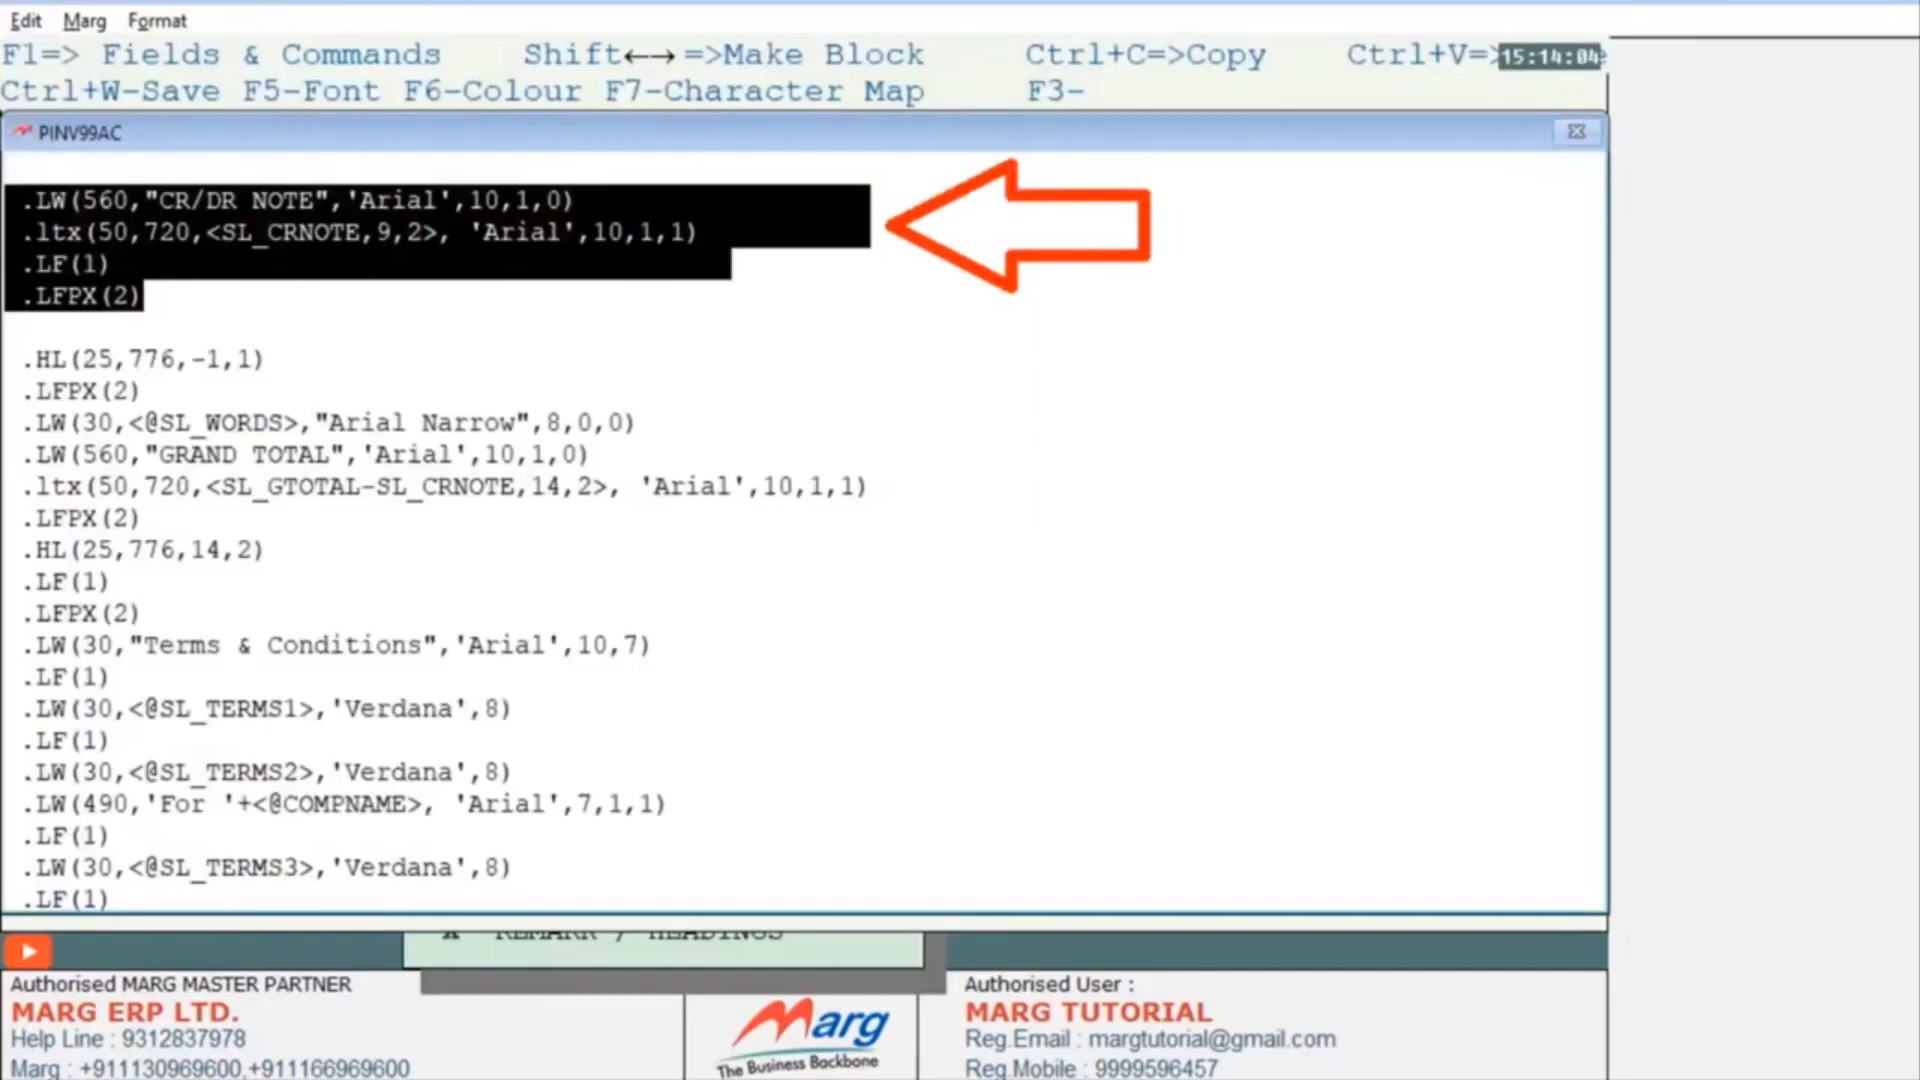 Edit Marg Format
F1=> Fields & Commands Shift←→=>Make Block Ctrl+C=>Copy Ctrl+V=> 15:14:04
Ctrl+W-Save F5-Font F6-Colour F7-Character Map F3-
PINV99AC
.LW(560,"CR/DR NOTE",'Arial',10,1,0)
.ltx(50,720,<SL_CRNOTE,9,2>, 'Arial',10,1,1)
.LF(1)
.LFPX(2)
.HL(25,776,-1,1)
.LFPX(2)
.LW(30,<@SL_WORDS>,"Arial Narrow",8,0,0)
.LW(560,"GRAND TOTAL",'Arial',10,1,0)
.ltx(50,720,<SL_GTOTAL-SL_CRNOTE,14,2>, 'Arial',10,1,1)
.LFPX(2)
.HL(25,776,14,2)
.LF(1)
.LFPX(2)
.LW(30,"Terms & Conditions",'Arial',10,7)
.LF(1)
.LW(30,<@SL_TERMS1>,'Verdana',8)
.LF(1)
.LW(30,<@SL_TERMS2>,'Verdana',8)
.LW(490,'For '+<@COMPNAME>, 'Arial',7,1,1)
.LF(1)
.LW(30,<@SL_TERMS3>,'Verdana',8)
.LF(1)
REMARK / HEADINGS
Authorised MARG MASTER PARTNER
MARG ERP LTD.
Help Line : 9312837978
Marg : +911130969600,+911166969600
Marg
The Business Backbone
Authorised User :
MARG TUTORIAL
Reg.Email : margtutorial@gmail.com
Reg.Mobile : 9999596457